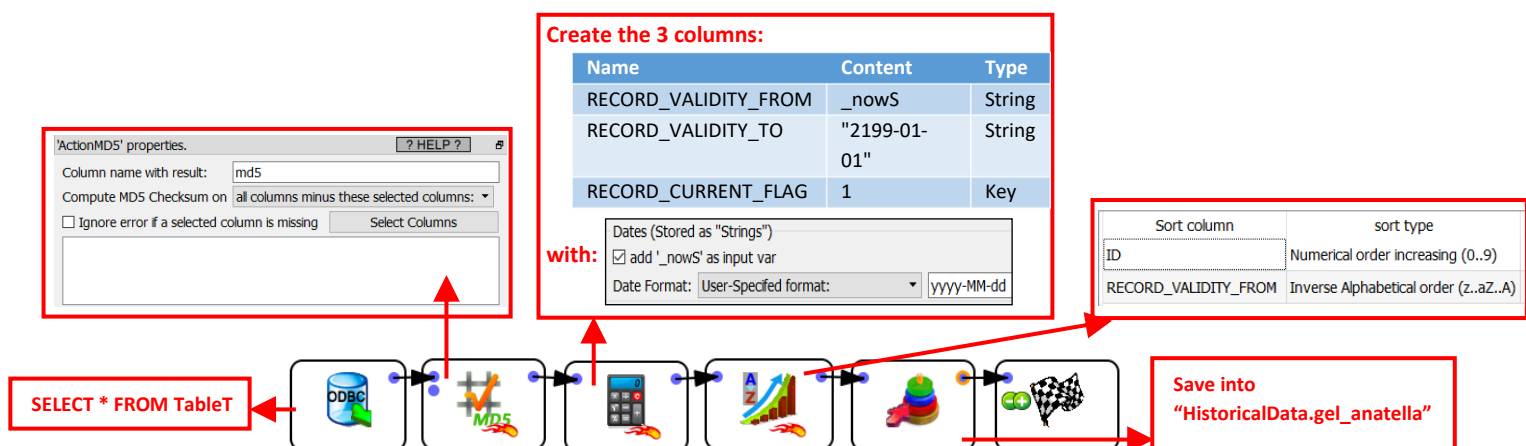 Create the 3 columns:
Name Content Type
RECORD_VALIDITY_FROM _nowS String
RECORD_VALIDITY_TO "2199-01-01" String
RECORD_CURRENT_FLAG 1 Key
with:
Dates (Stored as "Strings")
add '_nowS' as input var
Date Format: User-Specifed format: yyyy-MM-dd
'ActionMD5' properties. ? HELP ?
Column name with result: md5
Compute MD5 Checksum on all columns minus these selected columns:
Ignore error if a selected column is missing Select Columns
Sort column sort type
ID Numerical order increasing (0..9)
RECORD_VALIDITY_FROM Inverse Alphabetical order (z..aZ..A)
SELECT * FROM TableT
ODBC
MD5
0
A
Z
Save into
“HistoricalData.gel_anatella”